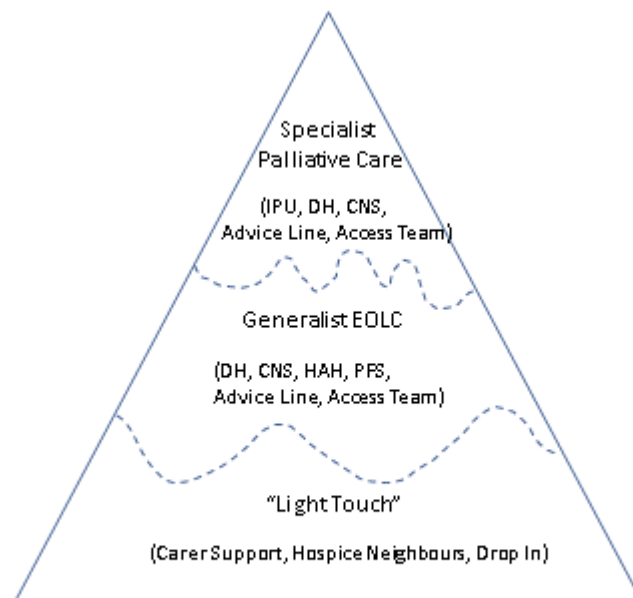 Specialist
Palliative Care
(IPU, DH, CNS,
Advice Line, Access Team)
Generalist EOLC
(DH, CNS, HAH, PFS,
Advice Line, Access Team)
“Light Touch”
(Carer Support, Hospice Neighbours, Drop In)